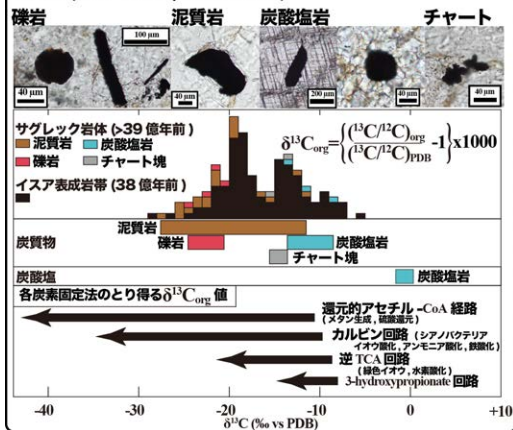 礫岩 泥質岩 炭酸塩岩 チャート
100 μm
40 μm 40 μm 200 μm 40 μm 40 μm
サグレック岩体 (>39 億年前)
泥質岩 炭酸塩岩
礫岩 チャート塊
イスア表成岩帯 (38 億年前)
δ¹³Corg={(¹³C/¹²C)org/(¹³C/¹²C)PDB -1}x1000
泥質岩
炭質物 礫岩 炭酸塩岩
チャート塊
炭酸塩 炭酸塩岩
各炭素固定法のとり得るδ¹³Corg 値
還元的アセチル -CoA 経路
(メタン生成 , 硫酸還元)
カルビン回路 (シアノバクテリア
イオウ酸化 , アンモニア酸化 , 鉄酸化)
逆 TCA 回路
(緑色イオウ , 水素酸化)
3-hydroxypropionate 回路
-40 -30 -20 -10 0 +10
δ¹³C (‰ vs PDB)